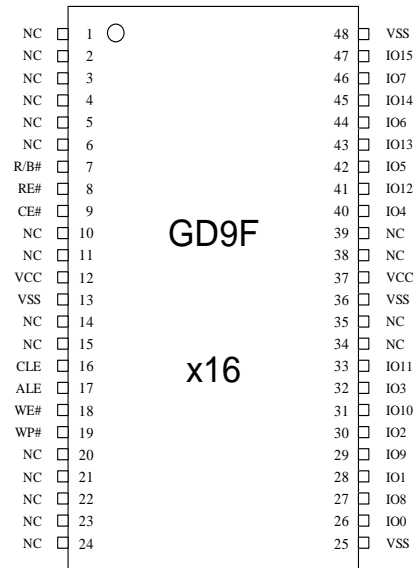 NC 1 48 VSS
NC 2 47 IO15
NC 3 46 IO7
NC 4 45 IO14
NC 5 44 IO6
NC 6 43 IO13
R/B# 7 42 IO5
RE# 8 41 IO12
CE# 9 40 IO4
NC 10 39 NC
GD9F
NC 11 38 NC
VCC 12 37 VCC
VSS 13 36 VSS
NC 14 35 NC
NC 15 34 NC
CLE 16 33 IO11
x16
ALE 17 32 IO3
WE# 18 31 IO10
WP# 19 30 IO2
NC 20 29 IO9
NC 21 28 IO1
NC 22 27 IO8
NC 23 26 IO0
NC 24 25 VSS